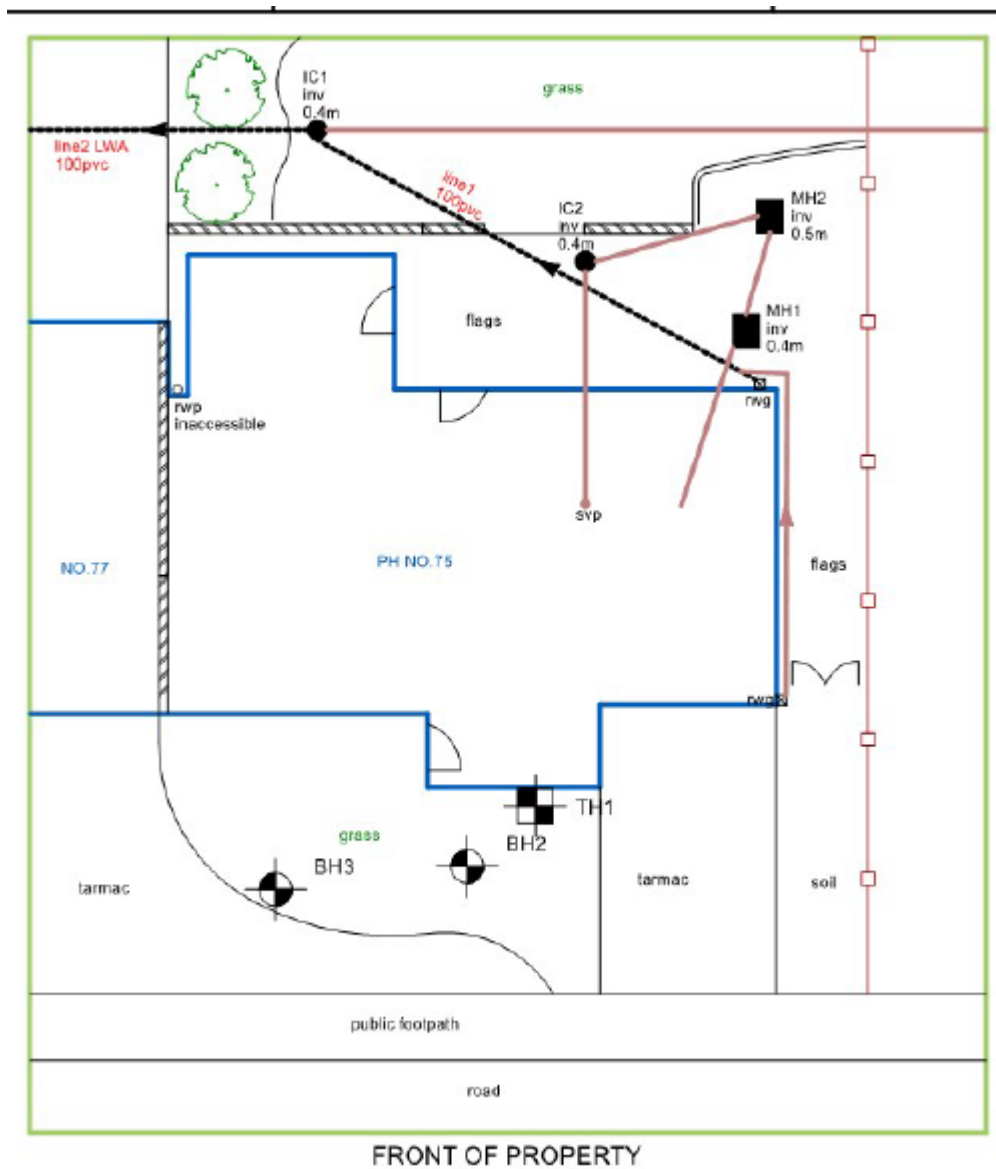 IC1
inv
0.4m
grass
line2 LWA
100pvc
line1
100pvc
IC2
inv
0.4m
MH2
inv
0.5m
MH1
inv
0.4m
flags
rwp
inaccessible
rwg
svp
NO.77
PH NO.75
flags
rwg
TH1
BH2
grass
BH3
tarmac
tarmac
soil
public footpath
road
FRONT OF PROPERTY